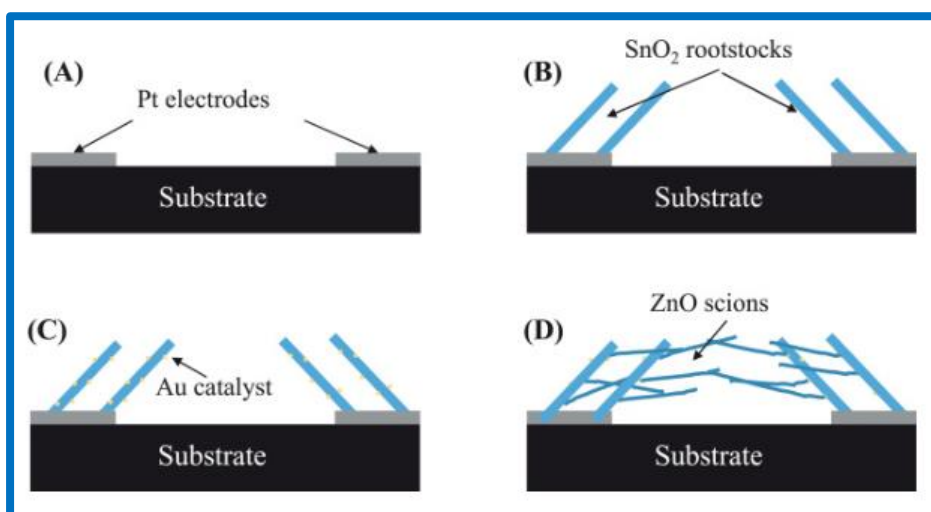 (A)
Pt electrodes
Substrate
(B)
SnO₂ rootstocks
Substrate
(C)
Au catalyst
Substrate
(D)
ZnO scions
Substrate